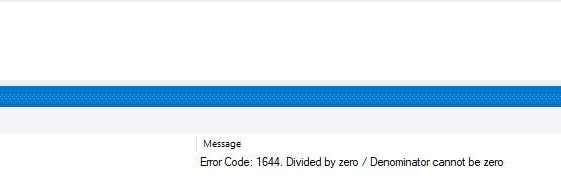 Message
Error Code: 1644. Divided by zero / Denominator cannot be zero